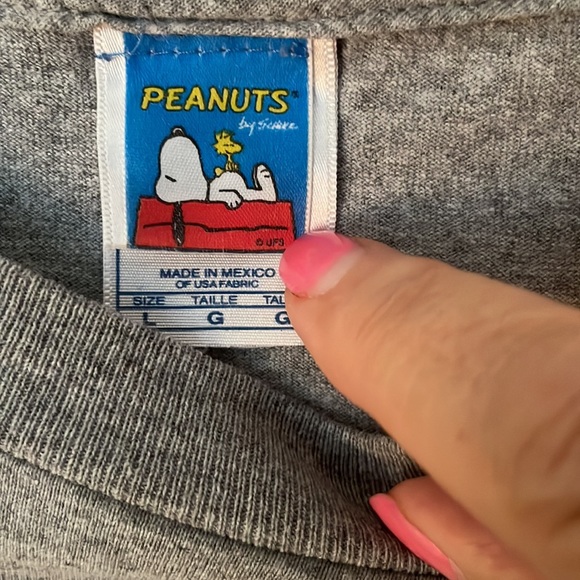 PEANUTS®
by Schulz
© UFS
MADE IN MEXICO
OF USA FABRIC
SIZE TAILLE
L G G